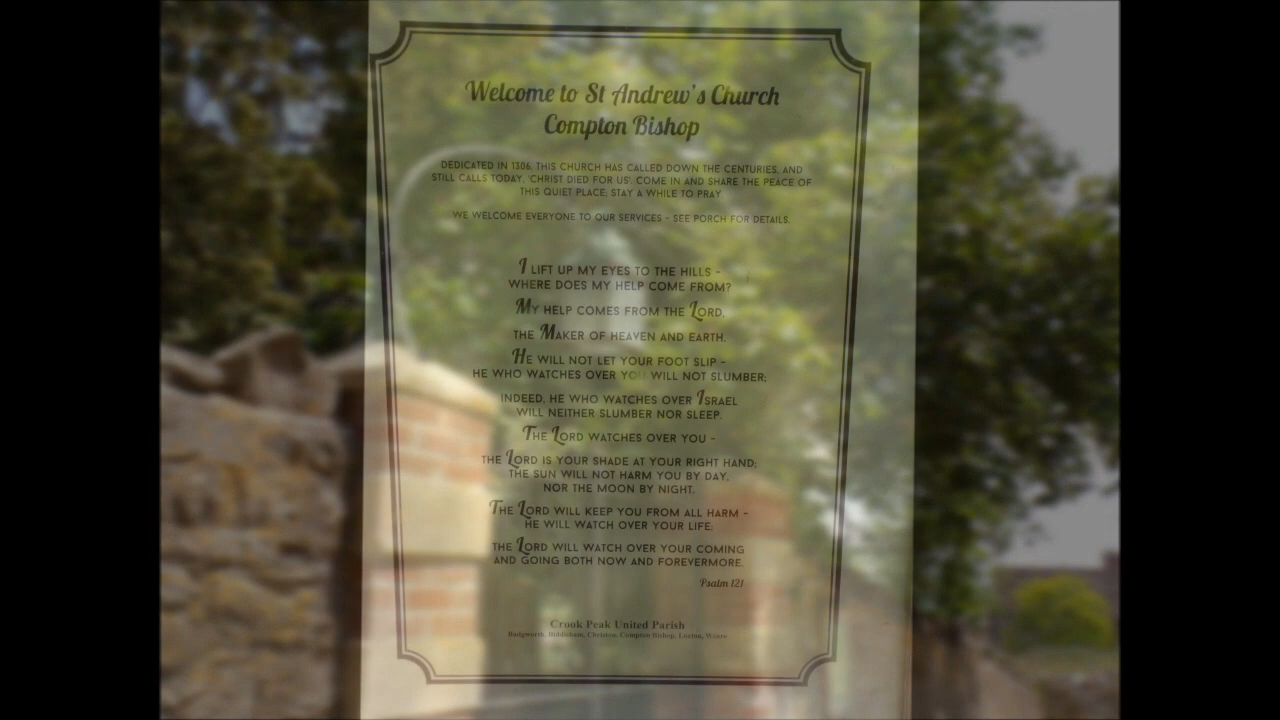 Welcome to St Andrew's Church
Compton Bishop
DEDICATED IN 1306, THIS CHURCH HAS CALLED DOWN THE CENTURIES, AND
STILL CALLS TODAY, 'CHRIST DIED FOR US'. COME IN AND SHARE THE PEACE OF
THIS QUIET PLACE; STAY A WHILE TO PRAY
WE WELCOME EVERYONE TO OUR SERVICES - SEE PORCH FOR DETAILS.
I LIFT UP MY EYES TO THE HILLS -
WHERE DOES MY HELP COME FROM?
MY HELP COMES FROM THE LORD,
THE MAKER OF HEAVEN AND EARTH.
HE WILL NOT LET YOUR FOOT SLIP -
HE WHO WATCHES OVER YOU WILL NOT SLUMBER;
INDEED, HE WHO WATCHES OVER ISRAEL
WILL NEITHER SLUMBER NOR SLEEP.
THE LORD WATCHES OVER YOU -
THE LORD IS YOUR SHADE AT YOUR RIGHT HAND;
THE SUN WILL NOT HARM YOU BY DAY,
NOR THE MOON BY NIGHT.
THE LORD WILL KEEP YOU FROM ALL HARM -
HE WILL WATCH OVER YOUR LIFE;
THE LORD WILL WATCH OVER YOUR COMING
AND GOING BOTH NOW AND FOREVERMORE.
Psalm 121
Crook Peak United Parish
Badgworth, Biddisham, Christon, Compton Bishop, Loxton, Weare